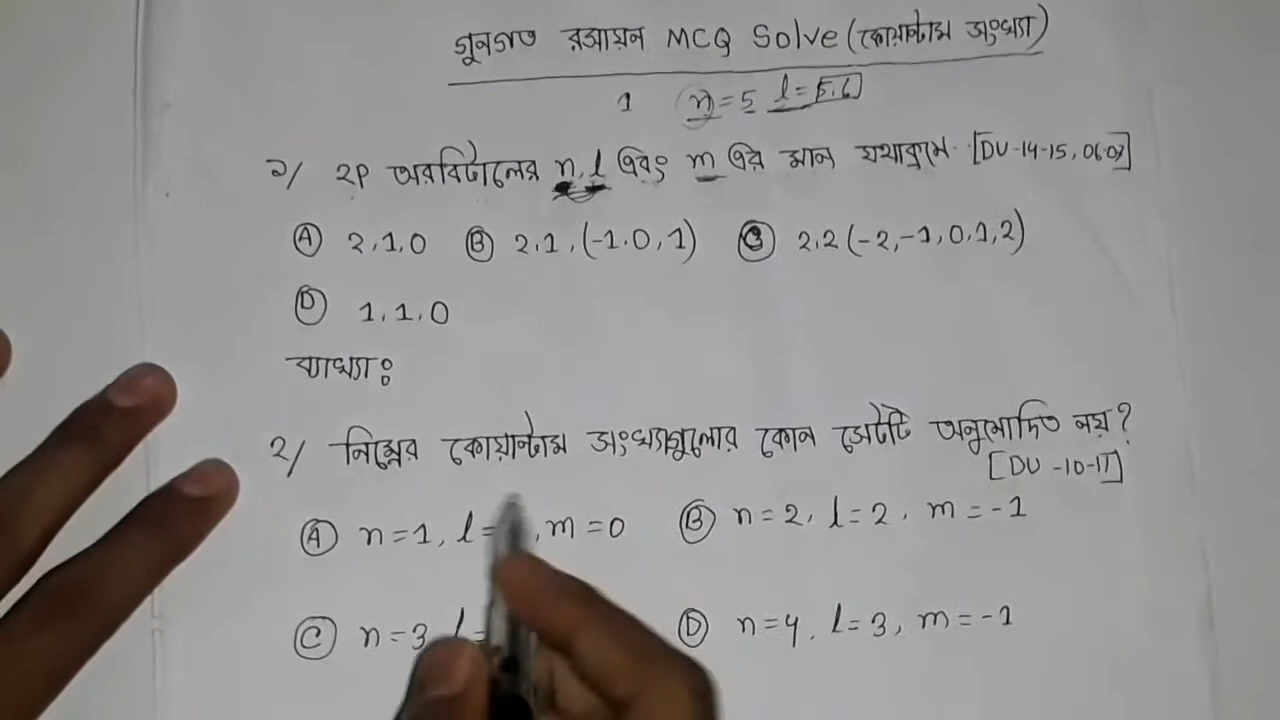 গুনগত রসায়ন MCQ Solve (কোয়ান্টাম সংখ্যা)
1 n=5 l=5.6
১/ 2P অরবিটালের n, l এবং m এর মান যথাক্রমে [DU-14-15, 06-07]
(A) 2,1,0 (B) 2.1, (-1.0,1) (C) 2.2 (-2,-1,0,1,2)
(D) 1.1.0
ব্যাখ্যা:
২/ নিম্নের কোয়ান্টাম সংখ্যাগুলোর কোন সেটটি অনুমোদিত নয়?
[DU -10-11]
(A) n=1, l= , m=0 (B) n=2, l=2, m=-1
(C) n=3, l= (D) n=4, l=3, m=-1